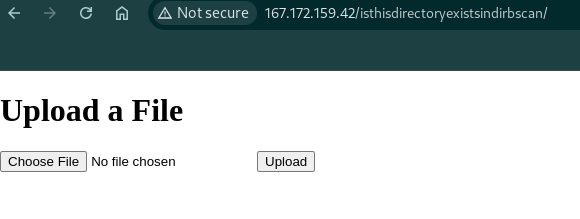 Not secure 167.172.159.42/isthisdirectoryexistsindirbscan/
Upload a File
Choose File No file chosen Upload